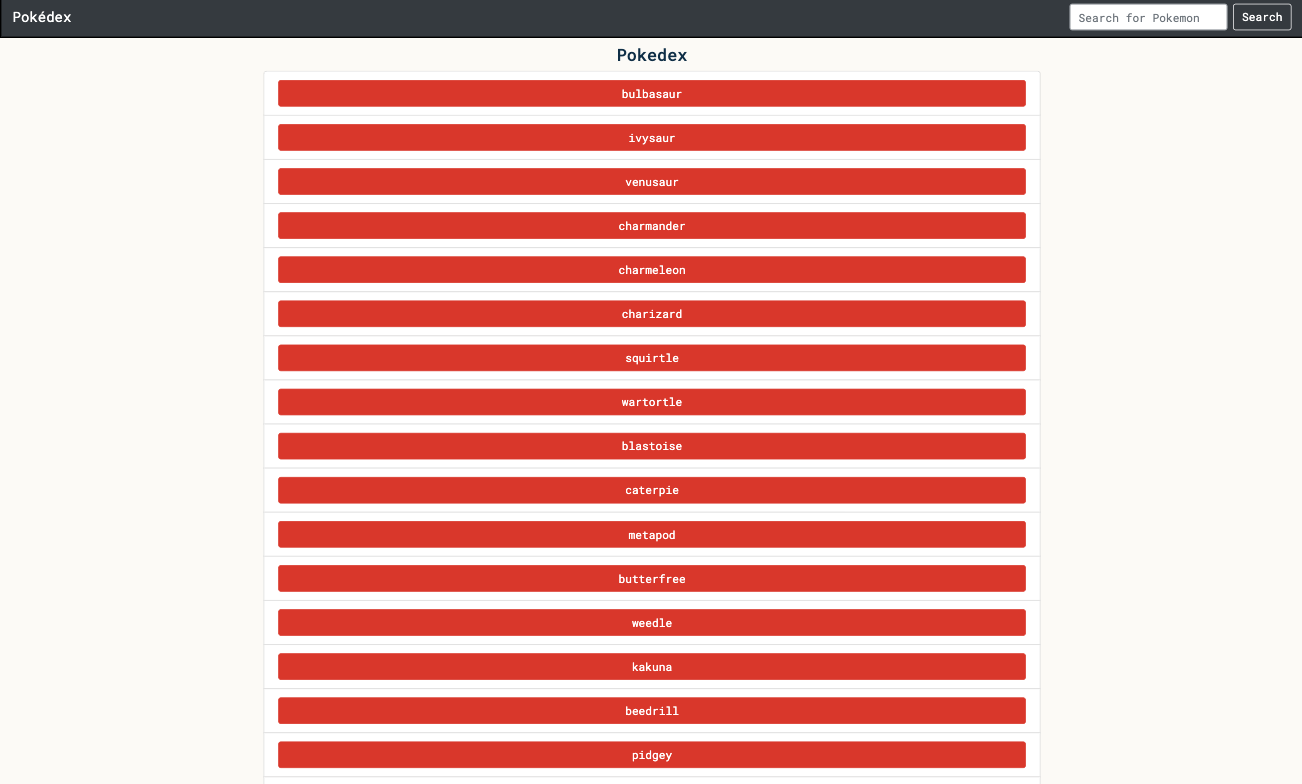 Pokédex
Search for Pokemon
Search
Pokedex
bulbasaur
ivysaur
venusaur
charmander
charmeleon
charizard
squirtle
wartortle
blastoise
caterpie
metapod
butterfree
weedle
kakuna
beedrill
pidgey